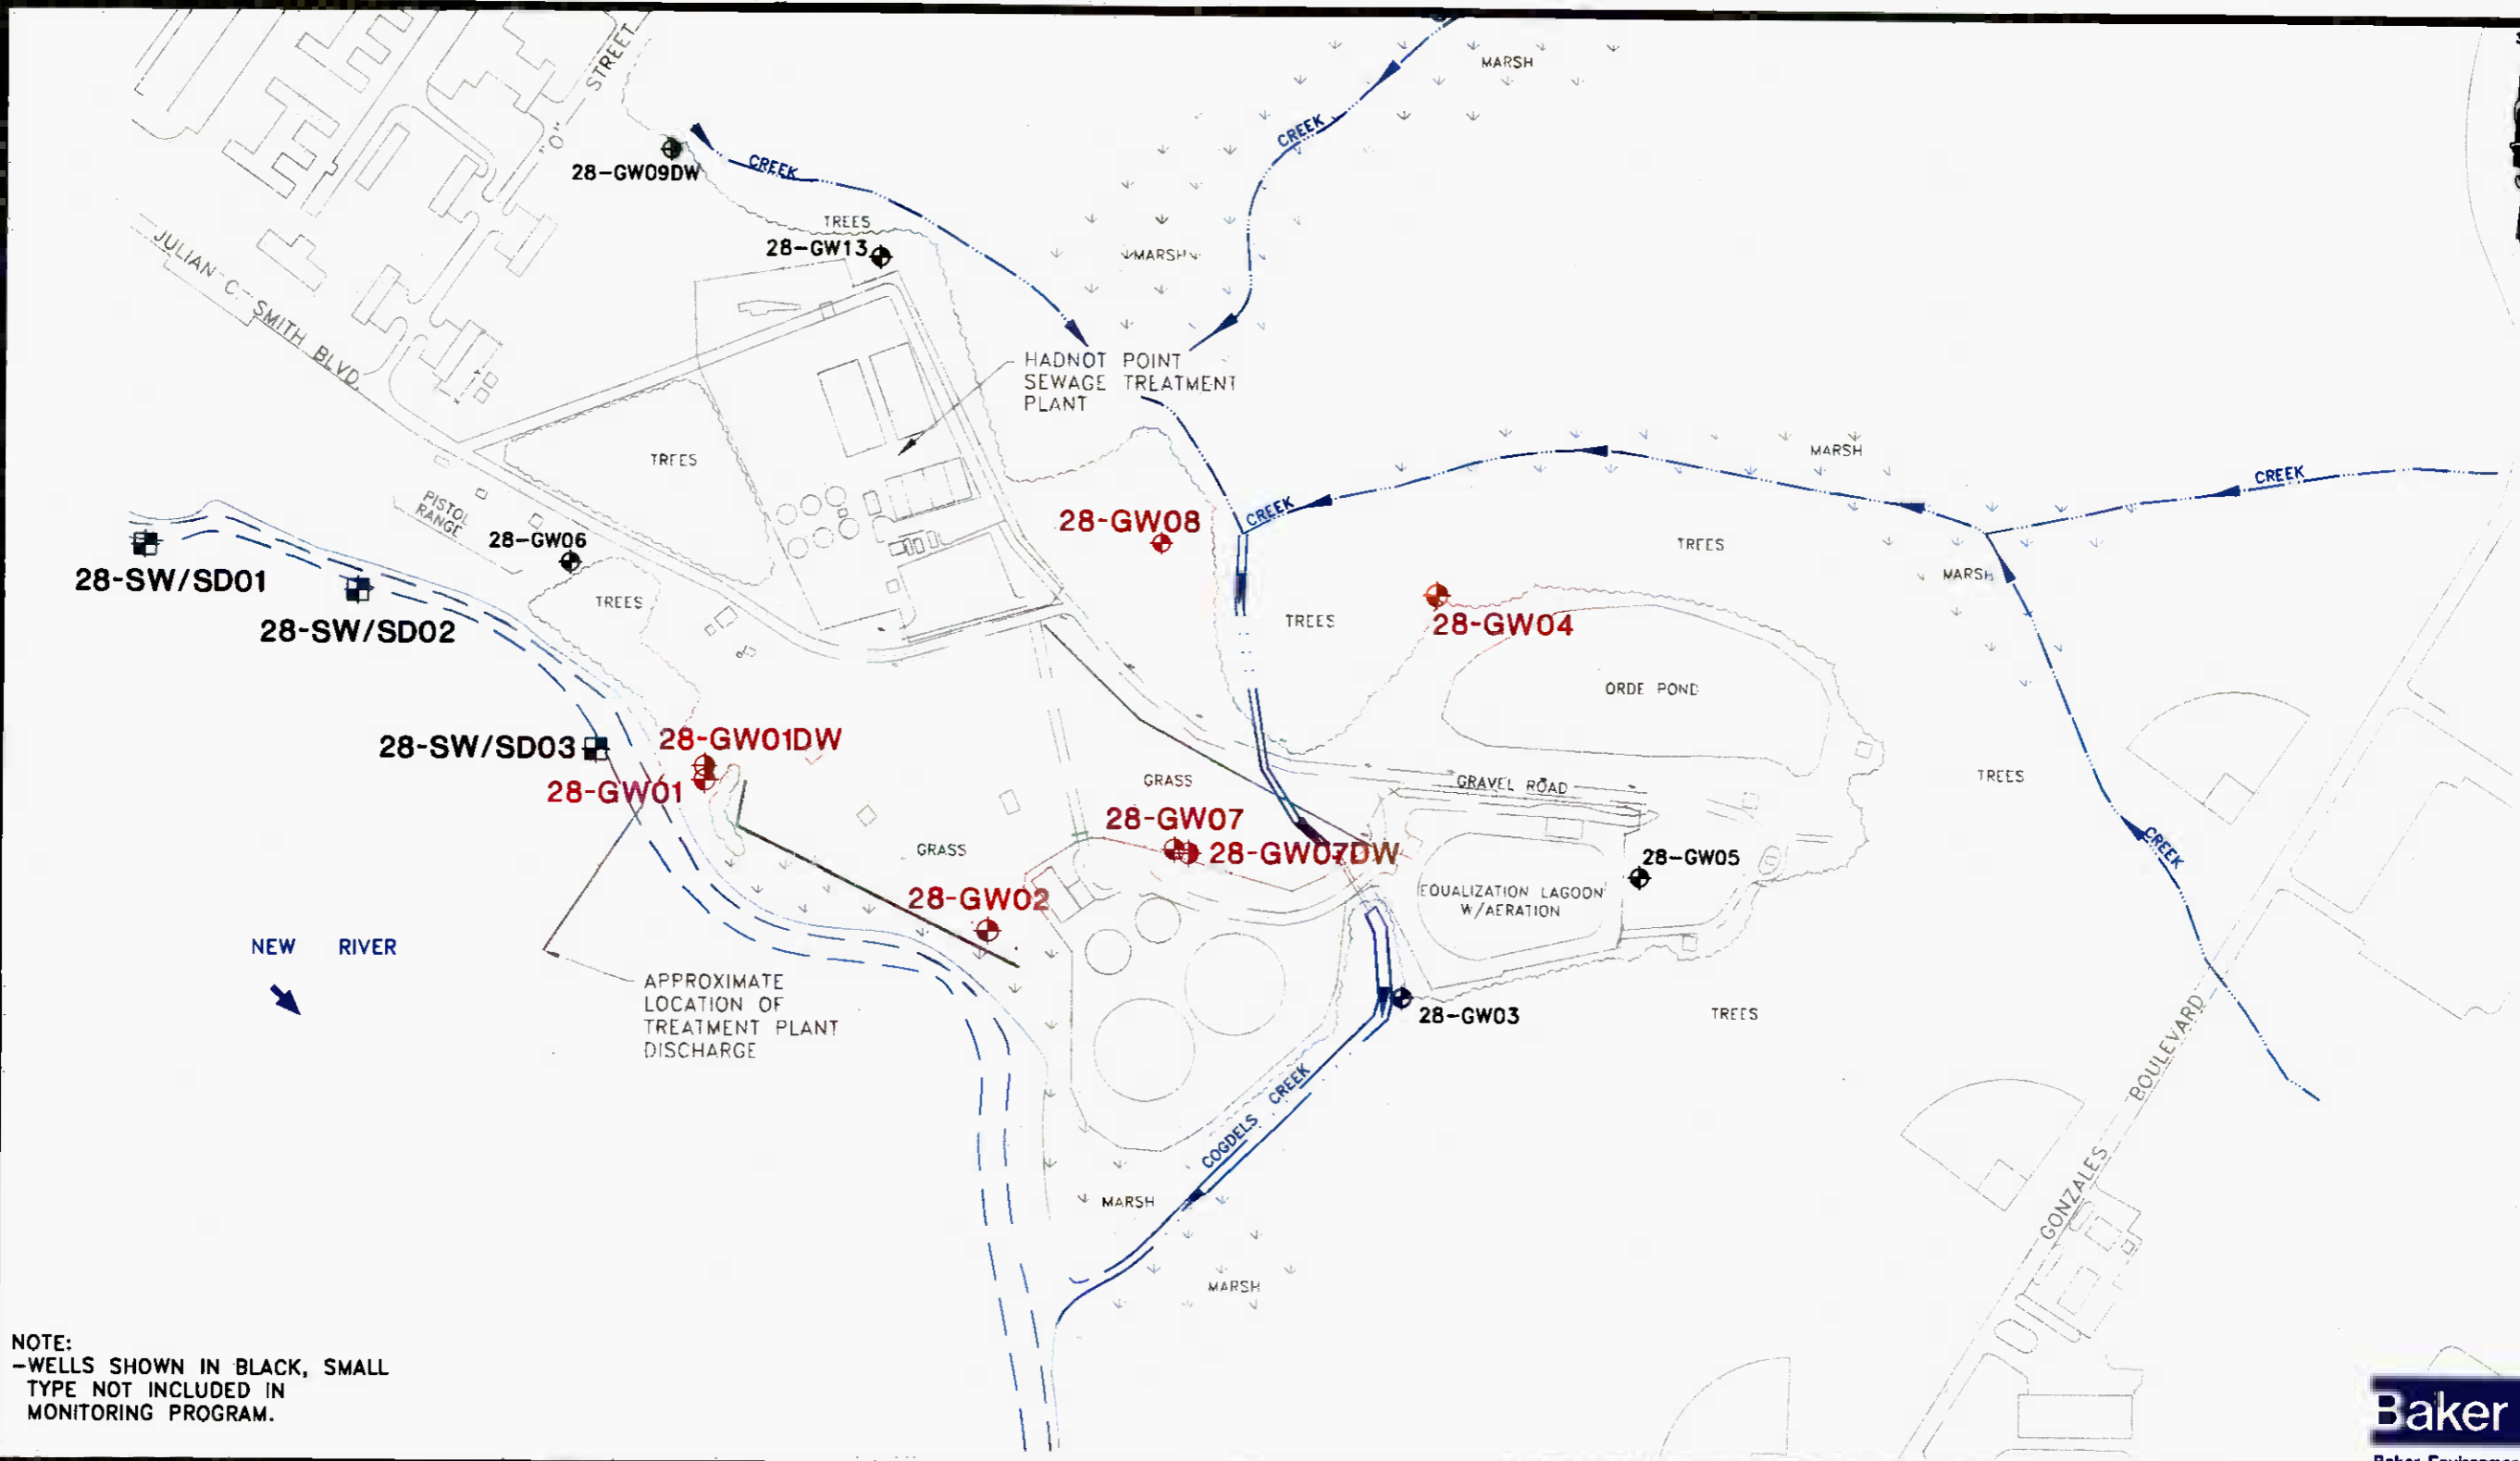 STREET
"O"
MARSH
CREEK
28-GW09DW
CREEK
TREES
28-GW13
MARSH
JULIAN C. SMITH BLVD.
HADNOT POINT
SEWAGE TREATMENT
PLANT
TREES
MARSH
CREEK
PISTOL
RANGE
28-GW06
28-GW08
CREEK
TREES
28-SW/SD01
MARSH
TREES
28-SW/SD02
TREES
28-GW04
ORDE POND
28-SW/SD03
28-GW01DW
28-GW01
GRASS
GRAVEL ROAD
TREES
28-GW07
28-GW07DW
GRASS
28-GW05
CREEK
28-GW02
EQUALIZATION LAGOON
W/AERATION
NEW RIVER
APPROXIMATE
LOCATION OF
TREATMENT PLANT
DISCHARGE
28-GW03
TREES
COGDELS CREEK
GONZALES BOULEVARD
MARSH
MARSH
NOTE:
-WELLS SHOWN IN BLACK, SMALL
TYPE NOT INCLUDED IN
MONITORING PROGRAM.
Baker